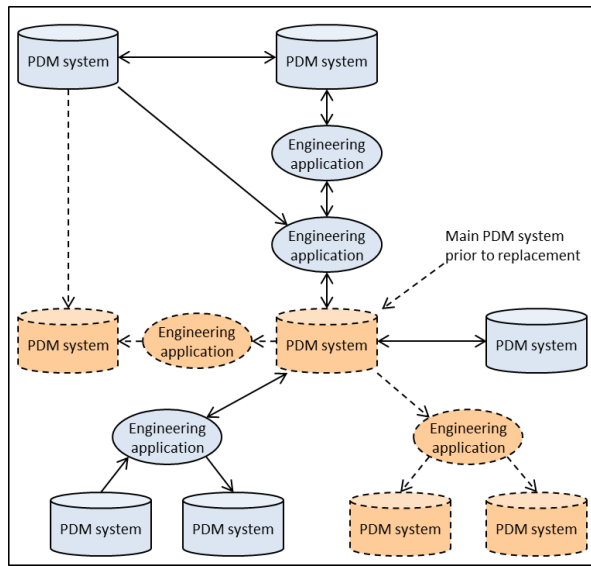 PDM system
PDM system
Engineering
application
Engineering
application
Main PDM system
prior to replacement
PDM system
Engineering
application
PDM system
PDM system
Engineering
application
Engineering
application
PDM system
PDM system
PDM system
PDM system